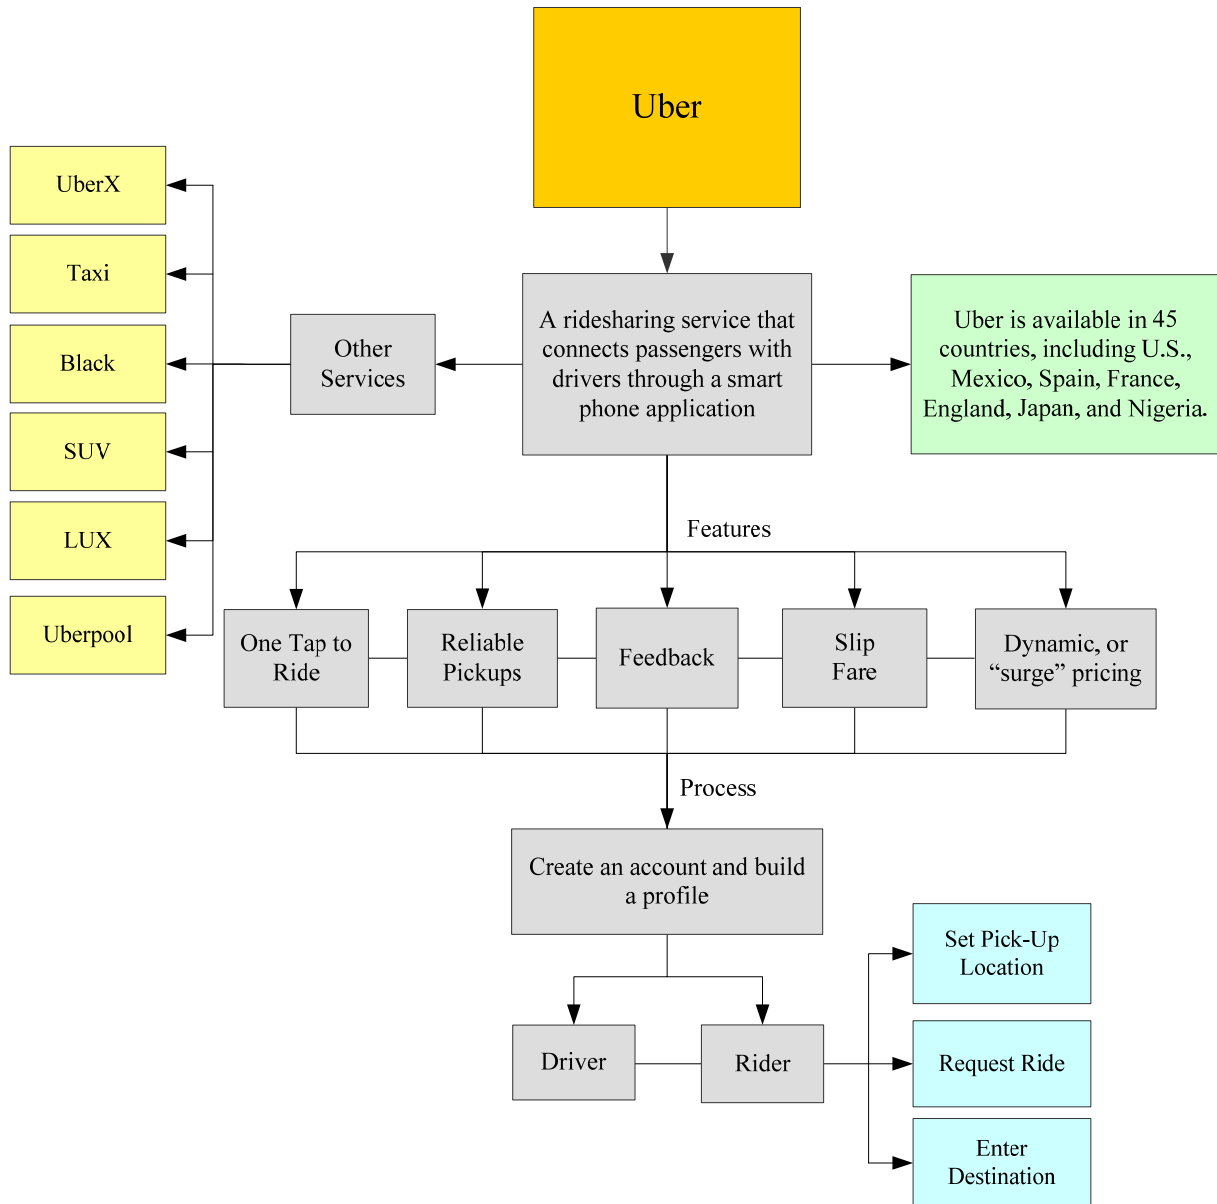 Uber
UberX
Taxi
Black
SUV
LUX
Uberpool
Other
Services
A ridesharing service that
connects passengers with
drivers through a smart
phone application
Uber is available in 45
countries, including U.S.,
Mexico, Spain, France,
England, Japan, and Nigeria.
Features
One Tap to
Ride
Reliable
Pickups
Feedback
Slip
Fare
Dynamic, or
“surge” pricing
Process
Create an account and build
a profile
Driver
Rider
Set Pick-Up
Location
Request Ride
Enter
Destination